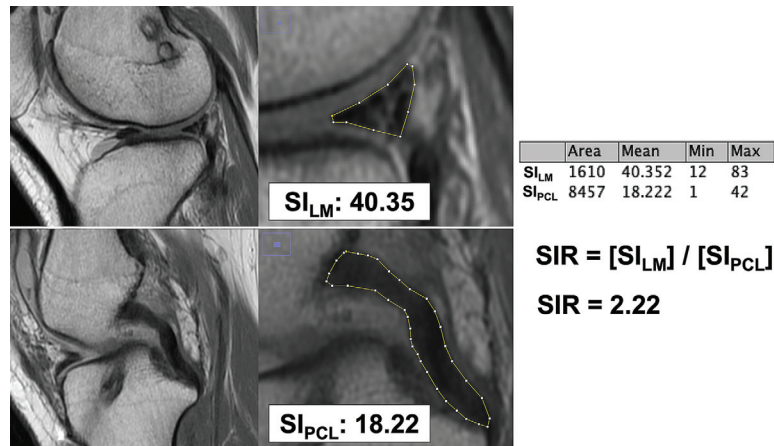 SI_LM: 40.35
Area Mean Min Max
SI_LM 1610 40.352 12 83
SI_PCL 8457 18.222 1 42
SIR = [SI_LM] / [SI_PCL]
SIR = 2.22
SI_PCL: 18.22